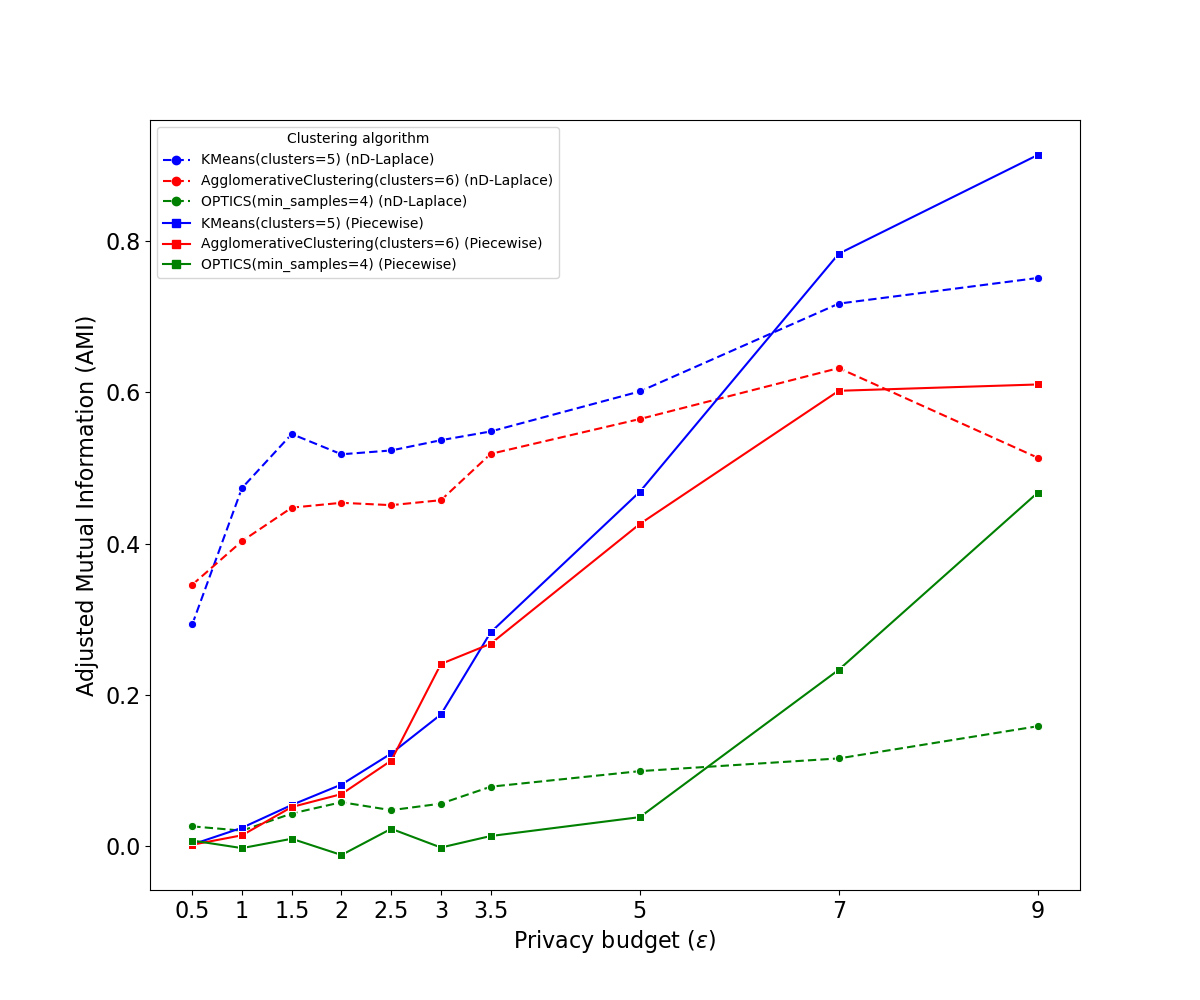 Clustering algorithm
KMeans(clusters=5) (nD-Laplace)
AgglomerativeClustering(clusters=6) (nD-Laplace)
OPTICS(min_samples=4) (nD-Laplace)
KMeans(clusters=5) (Piecewise)
AgglomerativeClustering(clusters=6) (Piecewise)
OPTICS(min_samples=4) (Piecewise)
Adjusted Mutual Information (AMI)
0.8
0.6
0.4
0.2
0.0
0.5 1 1.5 2 2.5 3 3.5 5 7 9
Privacy budget (ε)